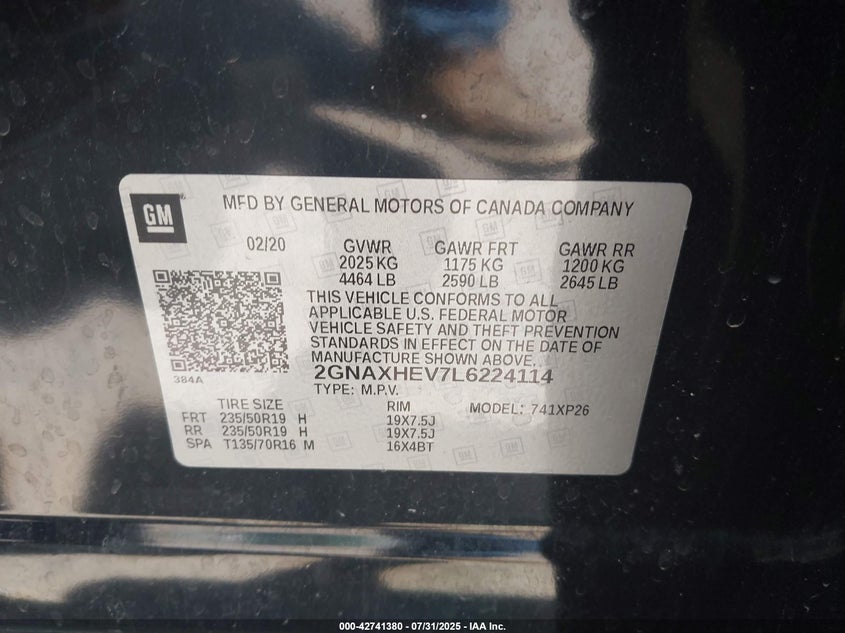 GM
MFD BY GENERAL MOTORS OF CANADA COMPANY
02/20 GVWR GAWR FRT GAWR RR
2025 KG 1175 KG 1200 KG
4464 LB 2590 LB 2645 LB
THIS VEHICLE CONFORMS TO ALL
APPLICABLE U.S. FEDERAL MOTOR
VEHICLE SAFETY AND THEFT PREVENTION
STANDARDS IN EFFECT ON THE DATE OF
MANUFACTURE SHOWN ABOVE.
384A
2GNAXHEV7L6224114
TYPE: M.P.V.
TIRE SIZE RIM MODEL: 741XP26
FRT 235/50R19 H 19X7.5J
RR 235/50R19 H 19X7.5J
SPA T135/70R16 M 16X4BT
000-42741380 - 07/31/2025 - IAA Inc.